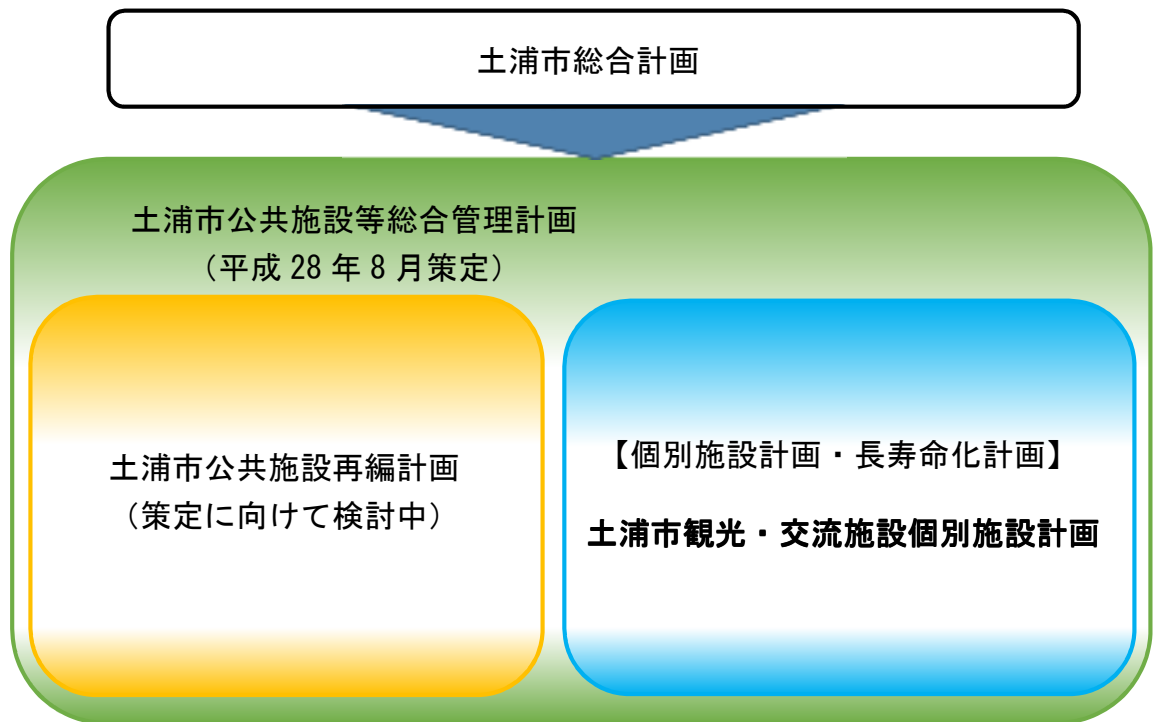 土浦市総合計画
土浦市公共施設等総合管理計画
（平成 28 年 8 月策定）
土浦市公共施設再編計画
（策定に向けて検討中）
【個別施設計画・長寿命化計画】
土浦市観光・交流施設個別施設計画